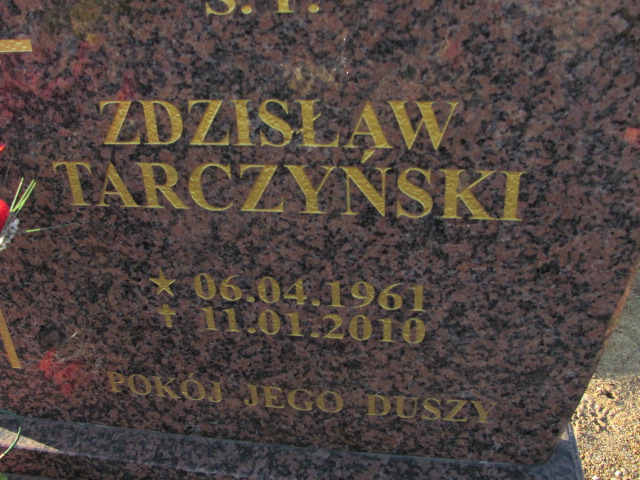 Ś. P.
ZDZISŁAW
TARCZYŃSKI
★ 06.04.1961
✝ 11.01.2010
POKÓJ JEGO DUSZY